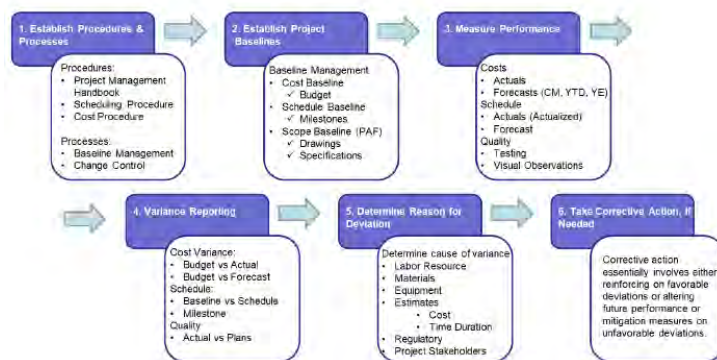 1. Establish Procedures &
Processes
Procedures:
• Project Management
Handbook
• Scheduling Procedure
• Cost Procedure
Processes:
• Baseline Management
• Change Control
2. Establish Project
Baselines
Baseline Management
• Cost Baseline
✓ Budget
• Schedule Baseline
✓ Milestones
• Scope Baseline (PAF)
✓ Drawings
✓ Specifications
3. Measure Performance
Costs
• Actuals
• Forecasts (CM, YTD, YE)
Schedule
• Actuals (Actualized)
• Forecast
Quality
• Testing
• Visual Observations
4. Variance Reporting
Cost Variance:
• Budget vs Actual
• Budget vs Forecast
Schedule:
• Baseline vs Schedule
• Milestone
Quality
• Actual vs Plans
5. Determine Reason for
Deviation
Determine cause of variance
• Labor Resource
• Materials
• Equipment
• Estimates
• Cost
• Time Duration
• Regulatory
• Project Stakeholders
6. Take Corrective Action, If
Needed
Corrective action
essentially involves either
reinforcing on favorable
deviations or altering
future performance or
mitigation measures on
unfavorable deviations.